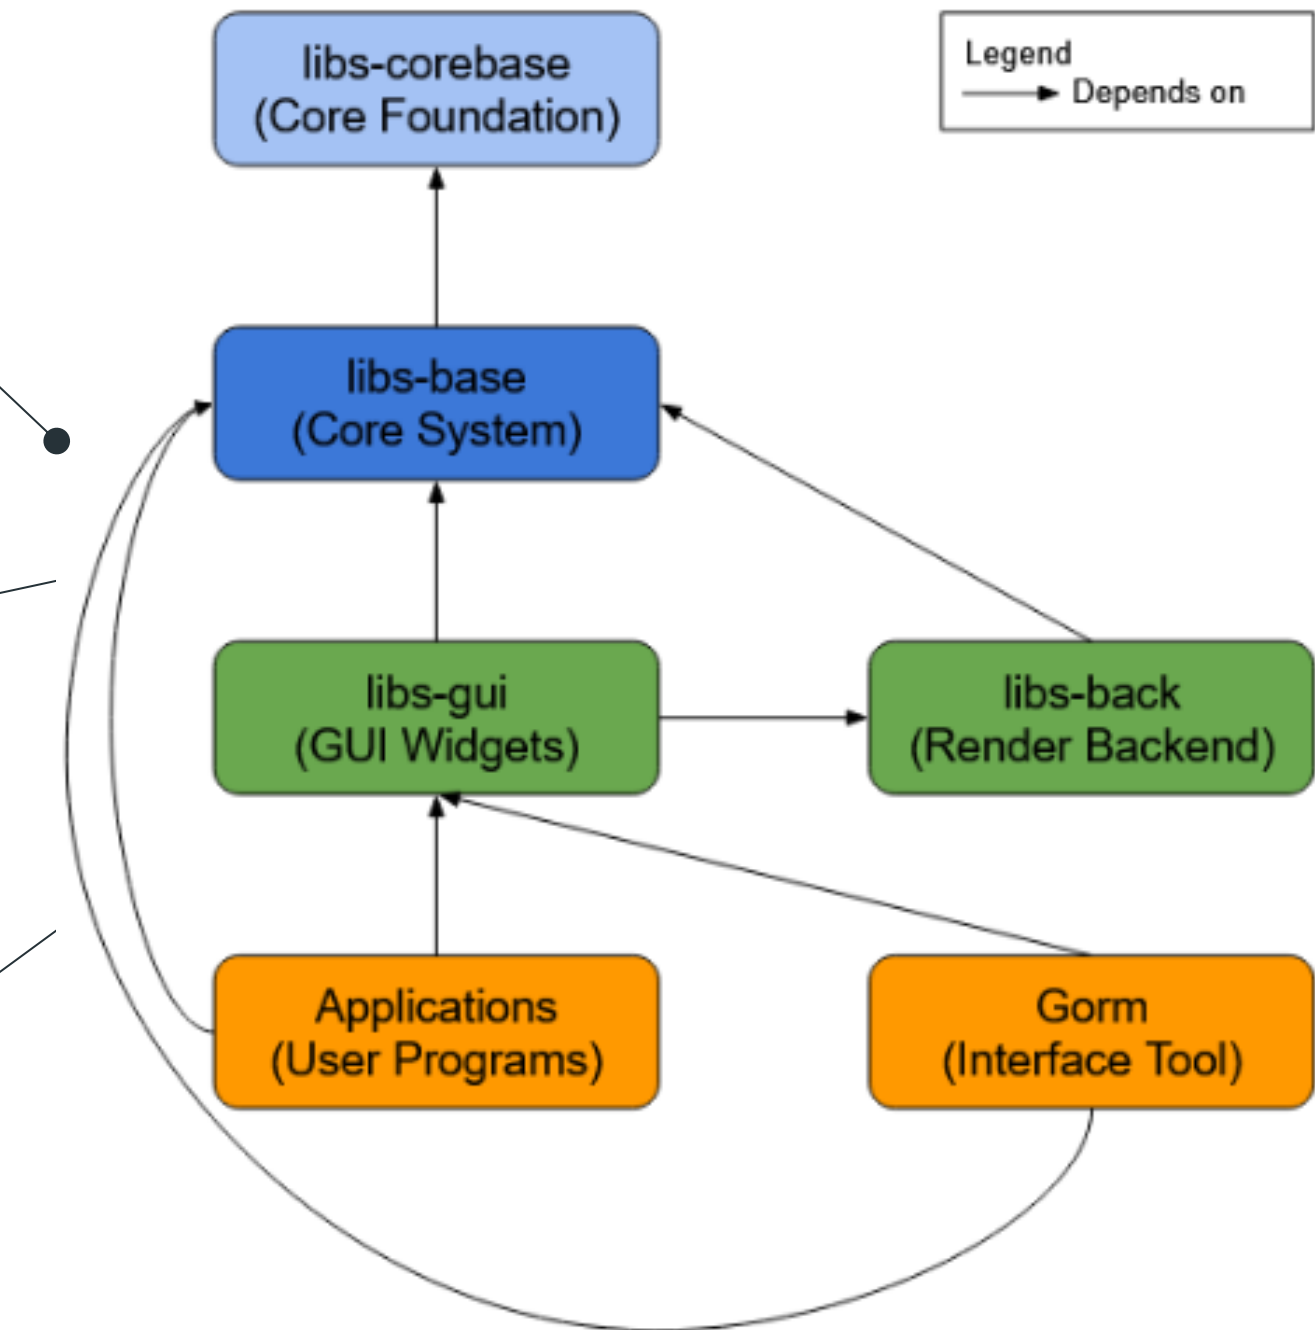 libs-corebase
(Core Foundation)
Legend
Depends on
libs-base
(Core System)
libs-gui
(GUI Widgets)
libs-back
(Render Backend)
Applications
(User Programs)
Gorm
(Interface Tool)